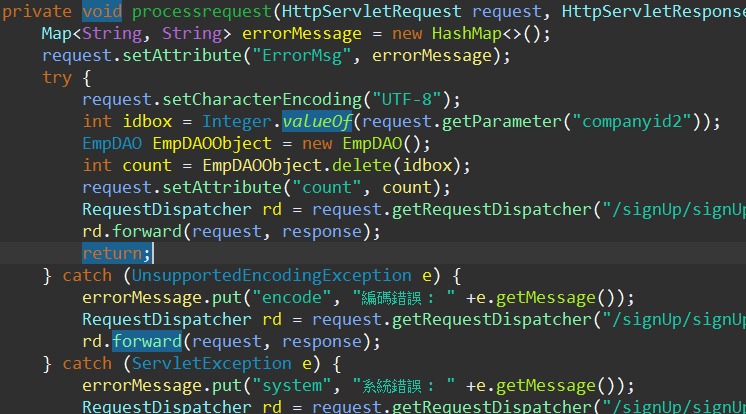 private void processrequest(HttpServletRequest request, HttpServletResponse
Map<String, String> errorMessage = new HashMap<>();
request.setAttribute("ErrorMsg", errorMessage);
try {
request.setCharacterEncoding("UTF-8");
int idbox = Integer.valueOf(request.getParameter("companyid2"));
EmpDAO EmpDAOObject = new EmpDAO();
int count = EmpDAOObject.delete(idbox);
request.setAttribute("count", count);
RequestDispatcher rd = request.getRequestDispatcher("/signUp/signUp
rd.forward(request, response);
return;
} catch (UnsupportedEncodingException e) {
errorMessage.put("encode", "編碼錯誤： " +e.getMessage());
RequestDispatcher rd = request.getRequestDispatcher("/signUp/signUp
rd.forward(request, response);
} catch (ServletException e) {
errorMessage.put("system", "系統錯誤： " +e.getMessage());
RequestDispatcher rd = request.getRequestDispatcher("/signUp/signUp